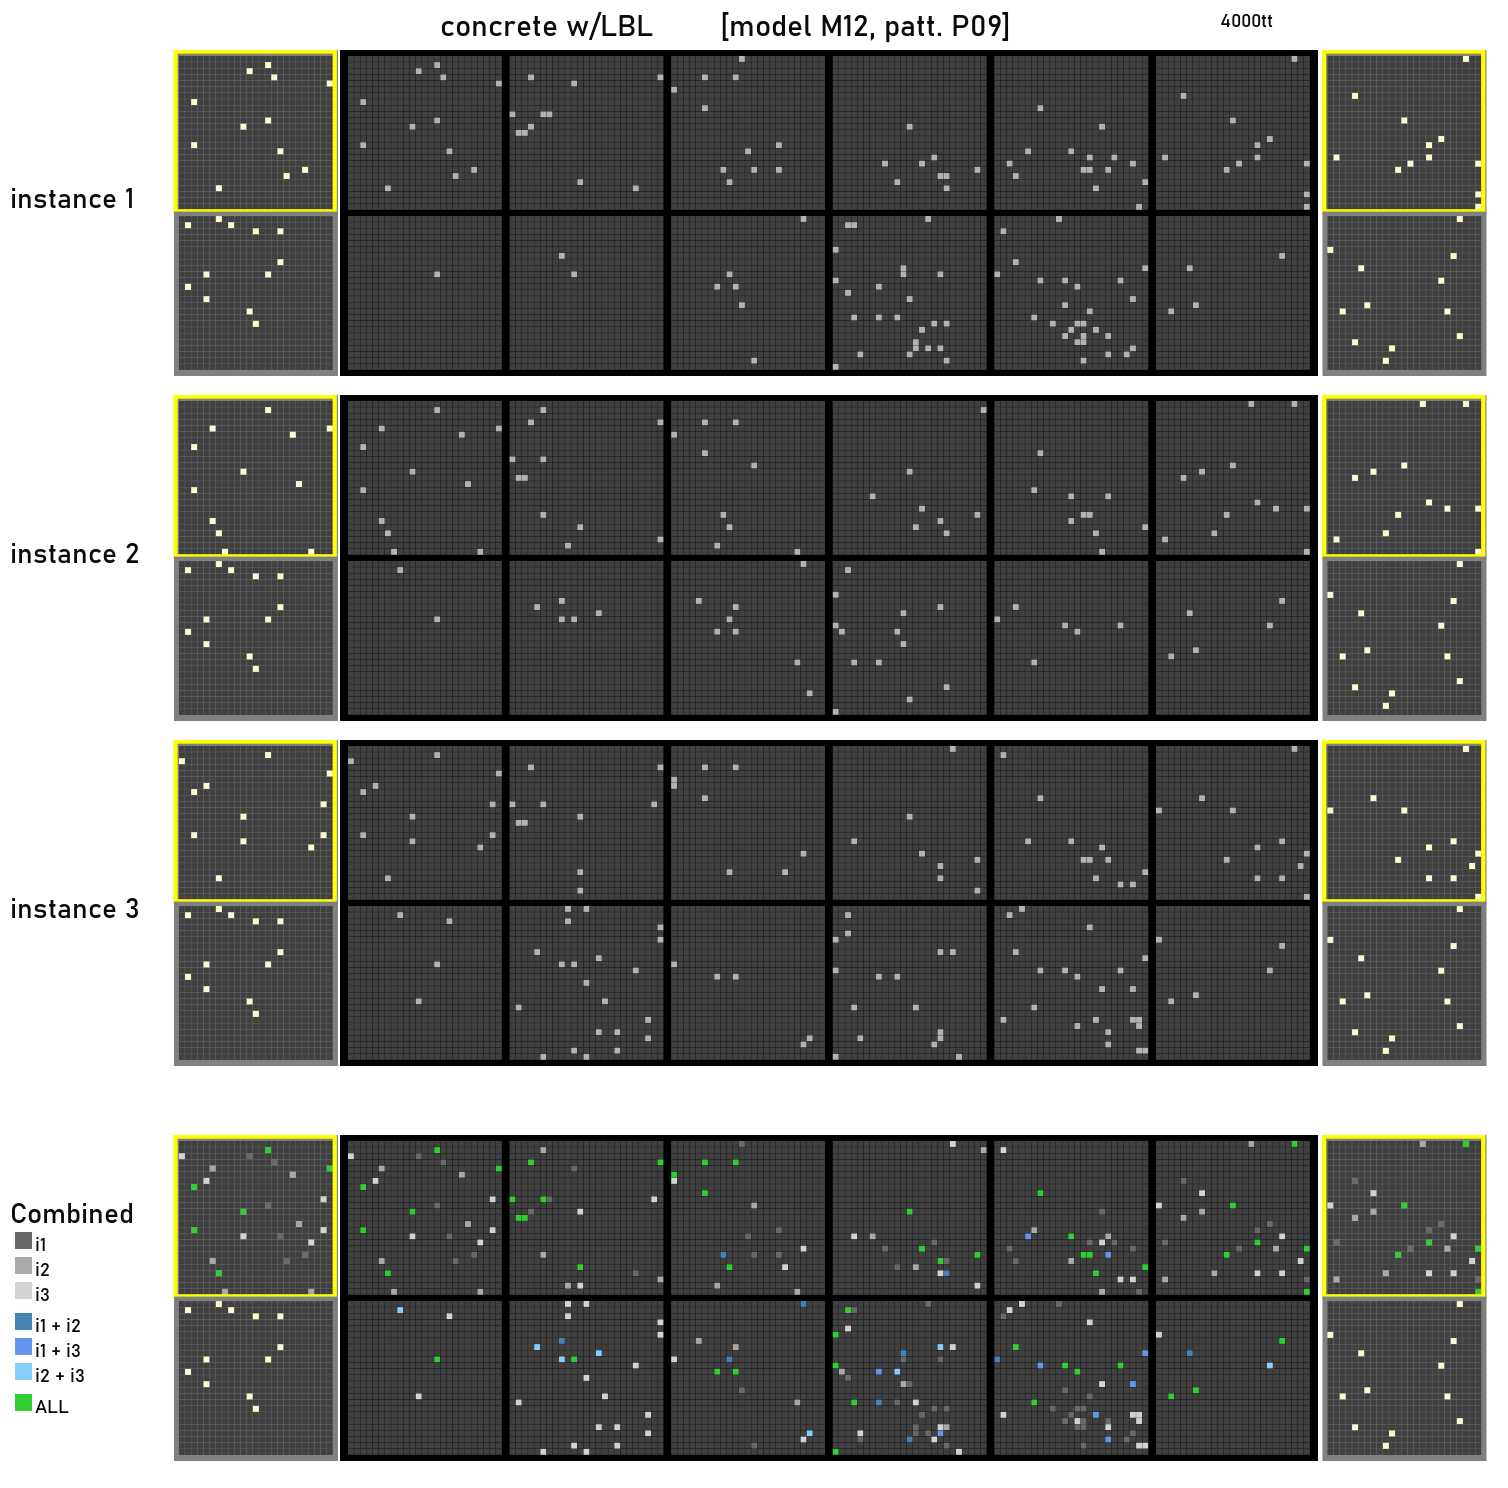 concrete w/LBL [model M12, patt. P09] 4000tt
instance 1
instance 2
instance 3
Combined
i1
i2
i3
i1 + i2
i1 + i3
i2 + i3
ALL